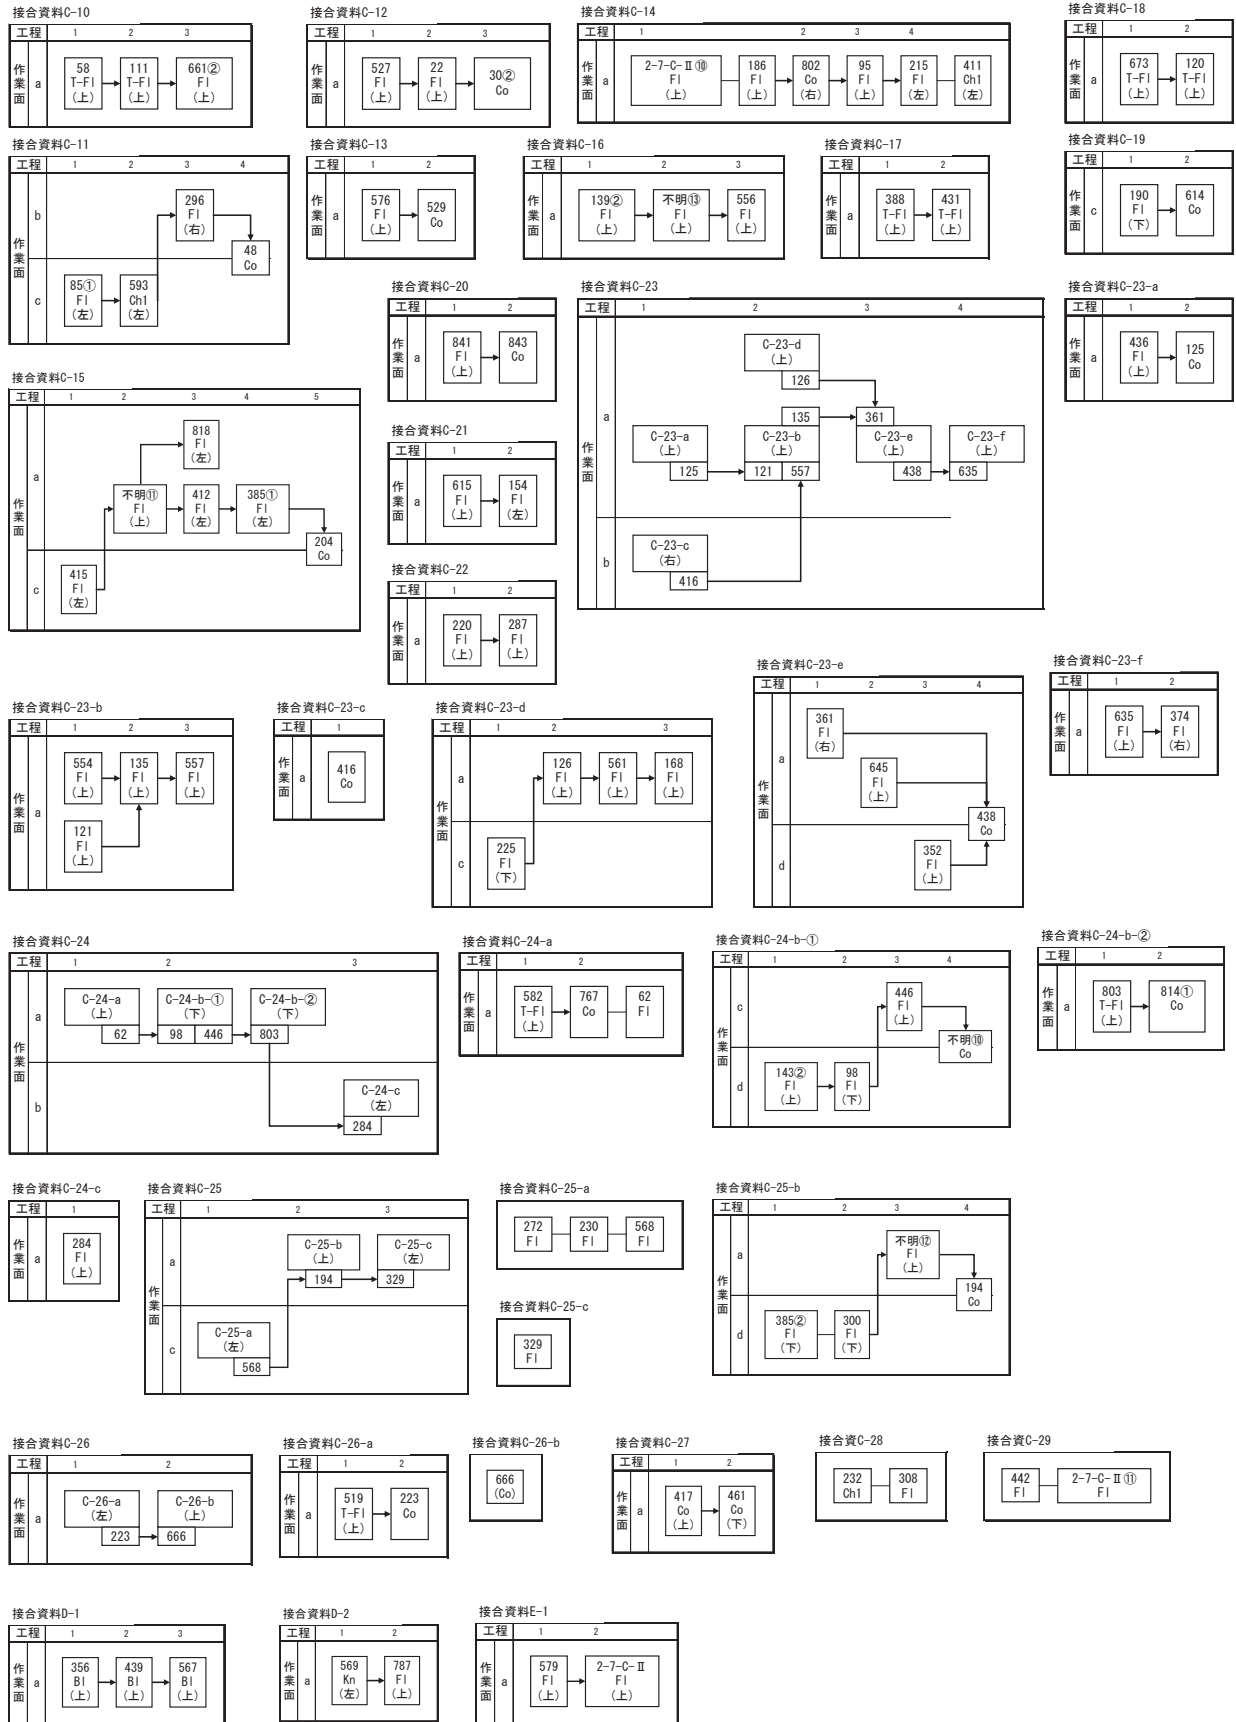 接合資料C-10
工程 1 2 3
作業面 a
58 T-Fl (上)
111 T-Fl (上)
661② Fl (上)
接合資料C-12
工程 1 2 3
作業面 a
527 Fl (上)
22 Fl (上)
30② Co
接合資料C-14
工程 1 2 3 4
作業面 a
2-7-C-Ⅱ⑩ Fl (上)
186 Fl (上)
802 Co (右)
95 Fl (上)
215 Fl (左)
411 Ch1 (左)
接合資料C-18
工程 1 2
作業面 a
673 T-Fl (上)
120 T-Fl (上)
接合資料C-11
工程 1 2 3 4
作業面 b c
296 Fl (右)
48 Co
85① Fl (左)
593 Ch1 (左)
接合資料C-13
工程 1 2
作業面 a
576 Fl (上)
529 Co
接合資料C-16
工程 1 2 3
作業面 a
139② Fl (上)
不明⑬ Fl (上)
556 Fl (上)
接合資料C-17
工程 1 2
作業面 a
388 T-Fl (上)
431 T-Fl (上)
接合資料C-19
工程 1 2
作業面 c
190 Fl (下)
614 Co
接合資料C-20
工程 1 2
作業面 a
841 Fl (上)
843 Co
接合資料C-23
工程 1 2 3 4
作業面 a b
C-23-d (上)
126
135
361
C-23-a (上)
125
C-23-b (上)
121 557
C-23-e (上)
438
C-23-f (上)
635
C-23-c (右)
416
接合資料C-23-a
工程 1 2
作業面 a
436 Fl (上)
125 Co
接合資料C-15
工程 1 2 3 4 5
作業面 a c
818 Fl (左)
不明⑪ Fl (上)
412 Fl (左)
385① Fl (左)
204 Co
415 Fl (左)
接合資料C-21
工程 1 2
作業面 a
615 Fl (上)
154 Fl (左)
接合資料C-22
工程 1 2
作業面 a
220 Fl (上)
287 Fl (上)
接合資料C-23-b
工程 1 2 3
作業面 a
554 Fl (上)
135 Fl (上)
557 Fl (上)
121 Fl (上)
接合資料C-23-c
工程 1
作業面 a
416 Co
接合資料C-23-d
工程 1 2 3
作業面 a c
126 Fl (上)
561 Fl (上)
168 Fl (上)
225 Fl (下)
接合資料C-23-e
工程 1 2 3 4
作業面 a d
361 Fl (右)
645 Fl (上)
438 Co
352 Fl (上)
接合資料C-23-f
工程 1 2
作業面 a
635 Fl (上)
374 Fl (右)
接合資料C-24
工程 1 2 3
作業面 a b
C-24-a (上)
62
C-24-b-① (下)
98 446
C-24-b-② (下)
803
C-24-c (左)
284
接合資料C-24-a
工程 1 2
作業面 a
582 T-Fl (上)
767 Co
62 Fl
接合資料C-24-b-①
工程 1 2 3 4
作業面 c d
446 Fl (上)
不明⑩ Co
143② Fl (上)
98 Fl (下)
接合資料C-24-b-②
工程 1 2
作業面 a
803 T-Fl (上)
814① Co
接合資料C-24-c
工程 1
作業面 a
284 Fl (上)
接合資料C-25
工程 1 2 3
作業面 a c
C-25-b (上)
194
C-25-c (左)
329
C-25-a (左)
568
接合資料C-25-a
272 Fl
230 Fl
568 Fl
接合資料C-25-c
329 Fl
接合資料C-25-b
工程 1 2 3 4
作業面 a d
不明⑫ Fl (上)
194 Co
385② Fl (下)
300 Fl (下)
接合資料C-26
工程 1 2
作業面 a
C-26-a (左)
223
C-26-b (上)
666
接合資料C-26-a
工程 1 2
作業面 a
519 T-Fl (上)
223 Co
接合資料C-26-b
666 (Co)
接合資料C-27
工程 1 2
作業面 a
417 Co (上)
461 Co (下)
接合資C-28
232 Ch1
308 Fl
接合資C-29
442 Fl
2-7-C-Ⅱ⑪ Fl
接合資料D-1
工程 1 2 3
作業面 a
356 Bl (上)
439 Bl (上)
567 Bl (上)
接合資料D-2
工程 1 2
作業面 a
569 Kn (左)
787 Fl (上)
接合資料E-1
工程 1 2
作業面 a
579 Fl (上)
2-7-C-Ⅱ Fl (上)